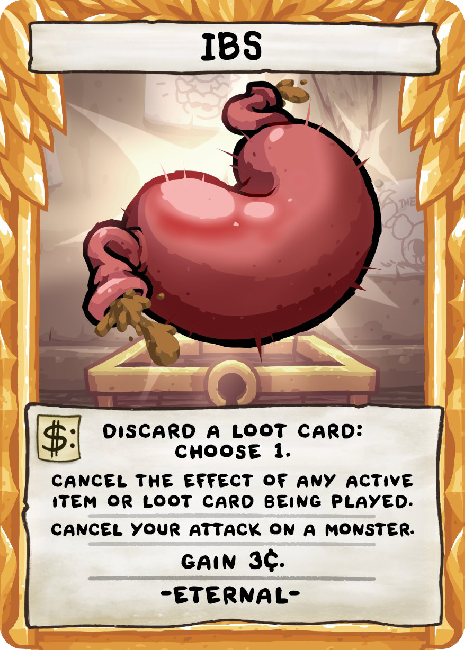 IBS
$:
DISCARD A LOOT CARD:
CHOOSE 1.
CANCEL THE EFFECT OF ANY ACTIVE
ITEM OR LOOT CARD BEING PLAYED.
CANCEL YOUR ATTACK ON A MONSTER.
GAIN 3¢.
-ETERNAL-